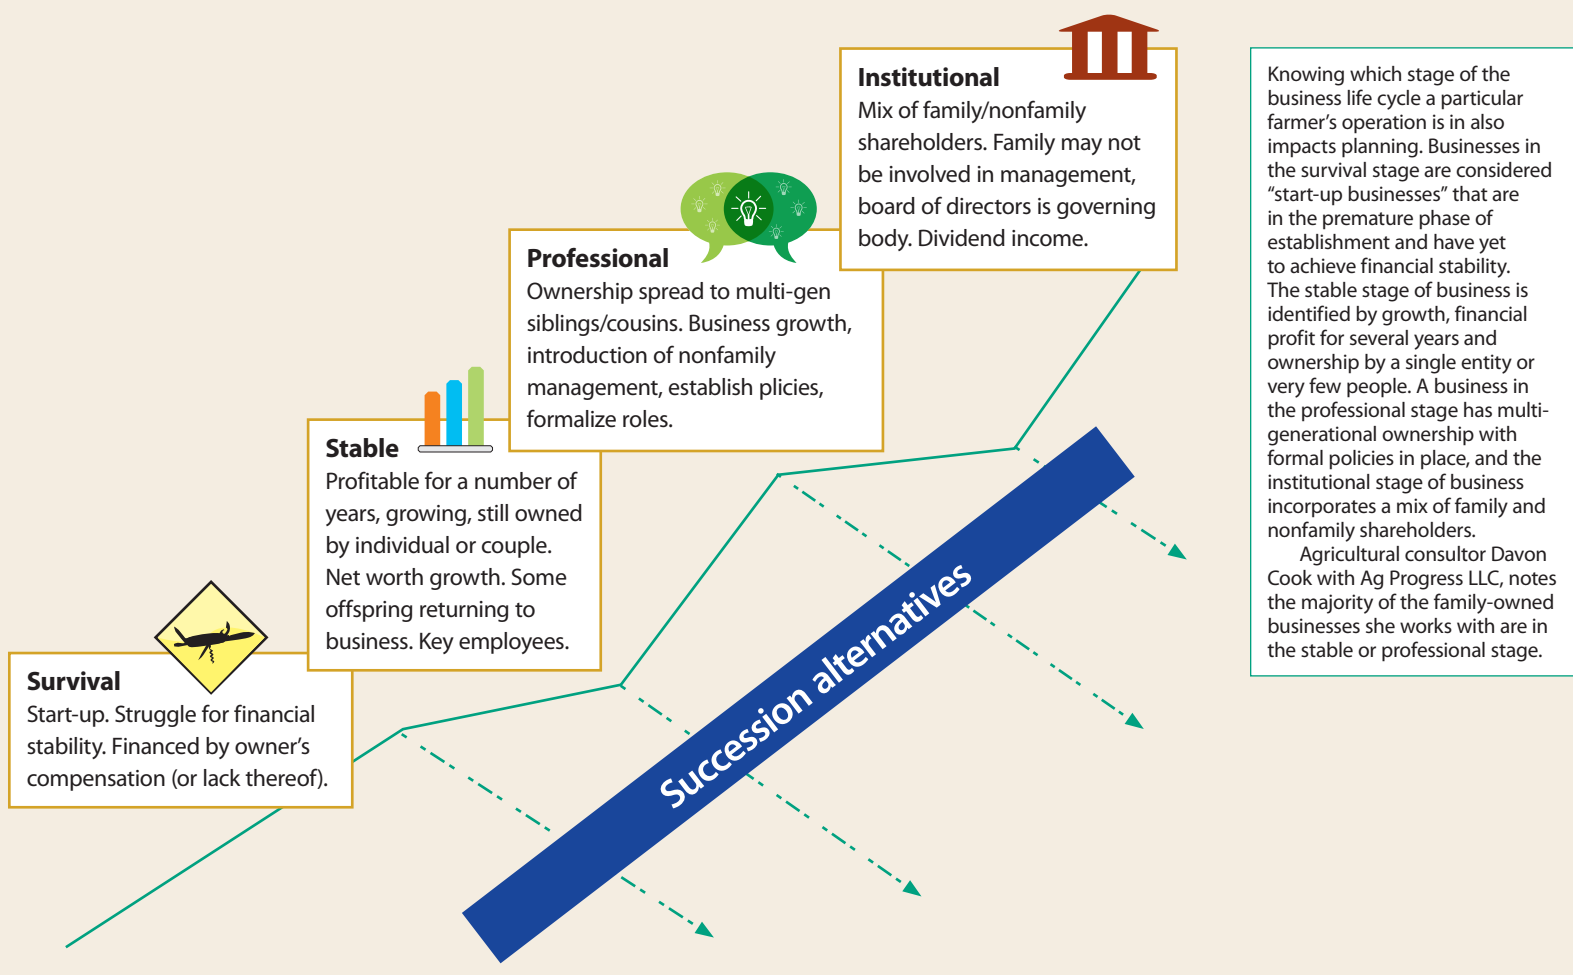 Institutional
Mix of family/nonfamily
shareholders. Family may not
be involved in management,
board of directors is governing
body. Dividend income.
Professional
Ownership spread to multi-gen
siblings/cousins. Business growth,
introduction of nonfamily
management, establish plicies,
formalize roles.
Stable
Profitable for a number of
years, growing, still owned
by individual or couple.
Net worth growth. Some
offspring returning to
business. Key employees.
Survival
Start-up. Struggle for financial
stability. Financed by owner’s
compensation (or lack thereof).
Succession alternatives
Knowing which stage of the
business life cycle a particular
farmer’s operation is in also
impacts planning. Businesses in
the survival stage are considered
“start-up businesses” that are
in the premature phase of
establishment and have yet
to achieve financial stability.
The stable stage of business is
identified by growth, financial
profit for several years and
ownership by a single entity or
very few people. A business in
the professional stage has multi-
generational ownership with
formal policies in place, and the
institutional stage of business
incorporates a mix of family and
nonfamily shareholders.
Agricultural consultor Davon
Cook with Ag Progress LLC, notes
the majority of the family-owned
businesses she works with are in
the stable or professional stage.